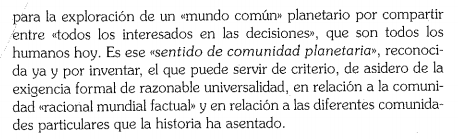 para la exploración de un «mundo común» planetario por compartir
entre «todos los interesados en las decisiones», que son todos los
humanos hoy. Es ese «sentido de comunidad planetaria», reconoci-
da ya y por inventar, el que puede servir de criterio, de asidero de la
exigencia formal de razonable universalidad, en relación a la comuni-
dad «racional mundial factual» y en relación a las diferentes comunida-
des particulares que la historia ha asentado.